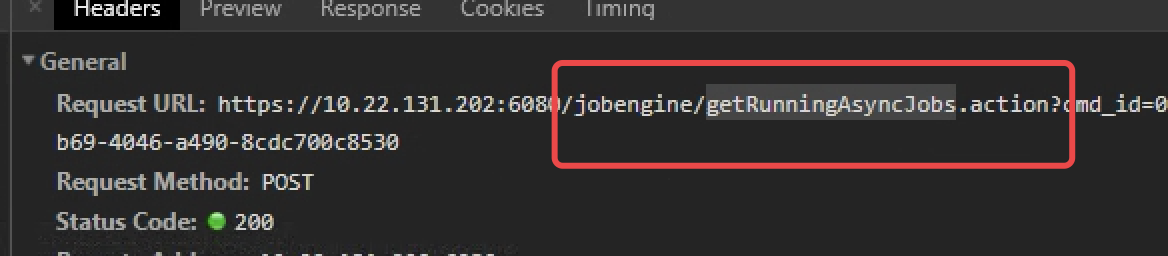 × Headers Preview Response Cookies Timing
▼ General
Request URL: https://10.22.131.202:6080/jobengine/getRunningAsyncJobs.action?cmd_id=0
b69-4046-a490-8cdc700c8530
Request Method: POST
Status Code: 200